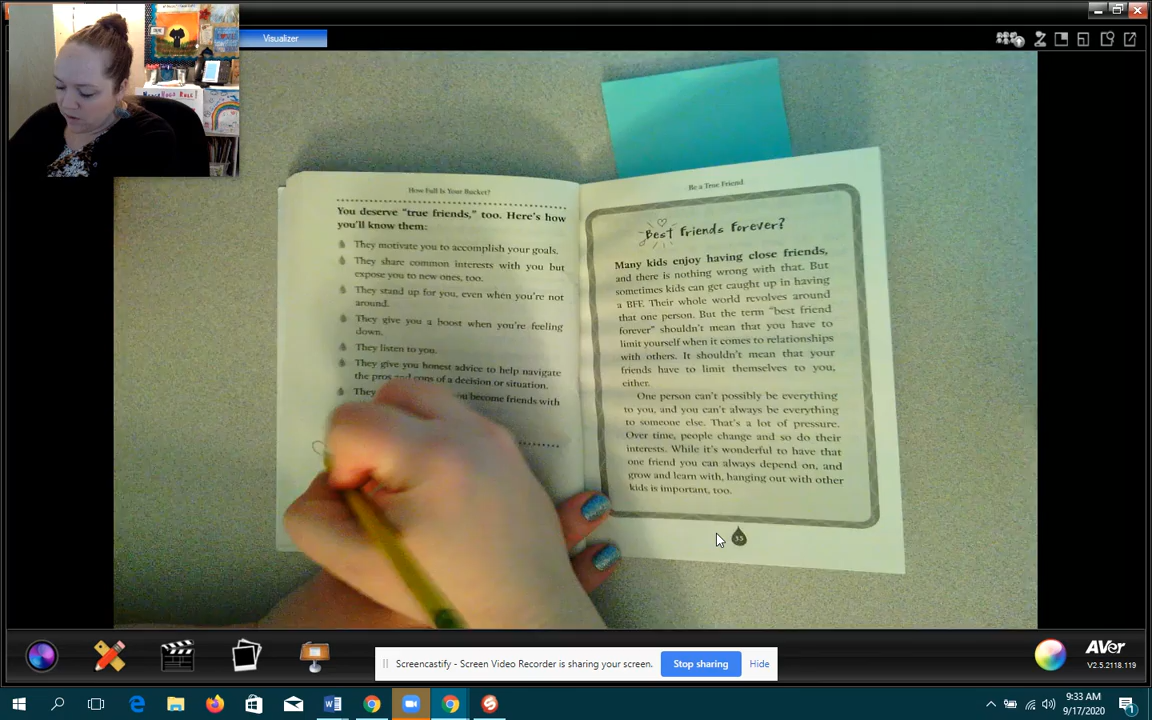 Visualizer
How Full Is Your Bucket?
You deserve "true friends," too. Here's how
you'll know them:
They motivate you to accomplish your goals.
They share common interests with you but
expose you to new ones, too.
They stand up for you, even when you're not
around.
They give you a boost when you're feeling
down.
They listen to you.
They give you honest advice to help navigate
the pros and cons of a decision or situation.
They you become friends with
Be a True Friend
Best Friends Forever?
Many kids enjoy having close friends,
and there is nothing wrong with that. But
sometimes kids can get caught up in having
a BFF. Their whole world revolves around
that one person. But the term "best friend
forever" shouldn't mean that you have to
limit yourself when it comes to relationships
with others. It shouldn't mean that your
friends have to limit themselves to you,
either.
One person can't possibly be everything
to you, and you can't always be everything
to someone else. That's a lot of pressure.
Over time, people change and so do their
interests. While it's wonderful to have that
one friend you can always depend on, and
grow and learn with, hanging out with other
kids is important, too.
Screencastify - Screen Video Recorder is sharing your screen.
Stop sharing
Hide
AVer
V2.5.2118.119
9:33 AM
9/17/2020